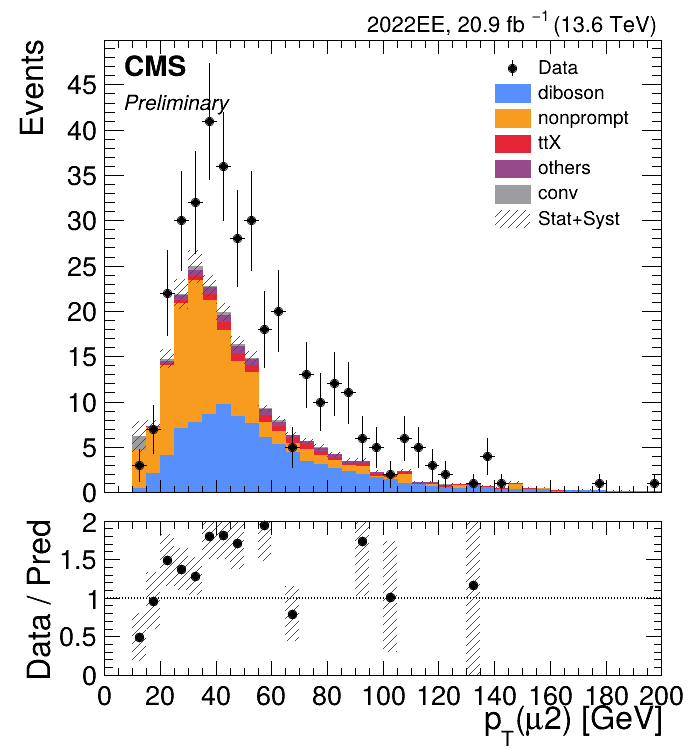 2022EE, 20.9 fb⁻¹ (13.6 TeV)
CMS
Preliminary
Events
Data
diboson
nonprompt
ttX
others
conv
Stat+Syst
45
40
35
30
25
20
15
10
5
0
Data / Pred
2
1.5
1
0.5
0
0 20 40 60 80 100 120 140 160 180 200
p_T(μ2) [GeV]